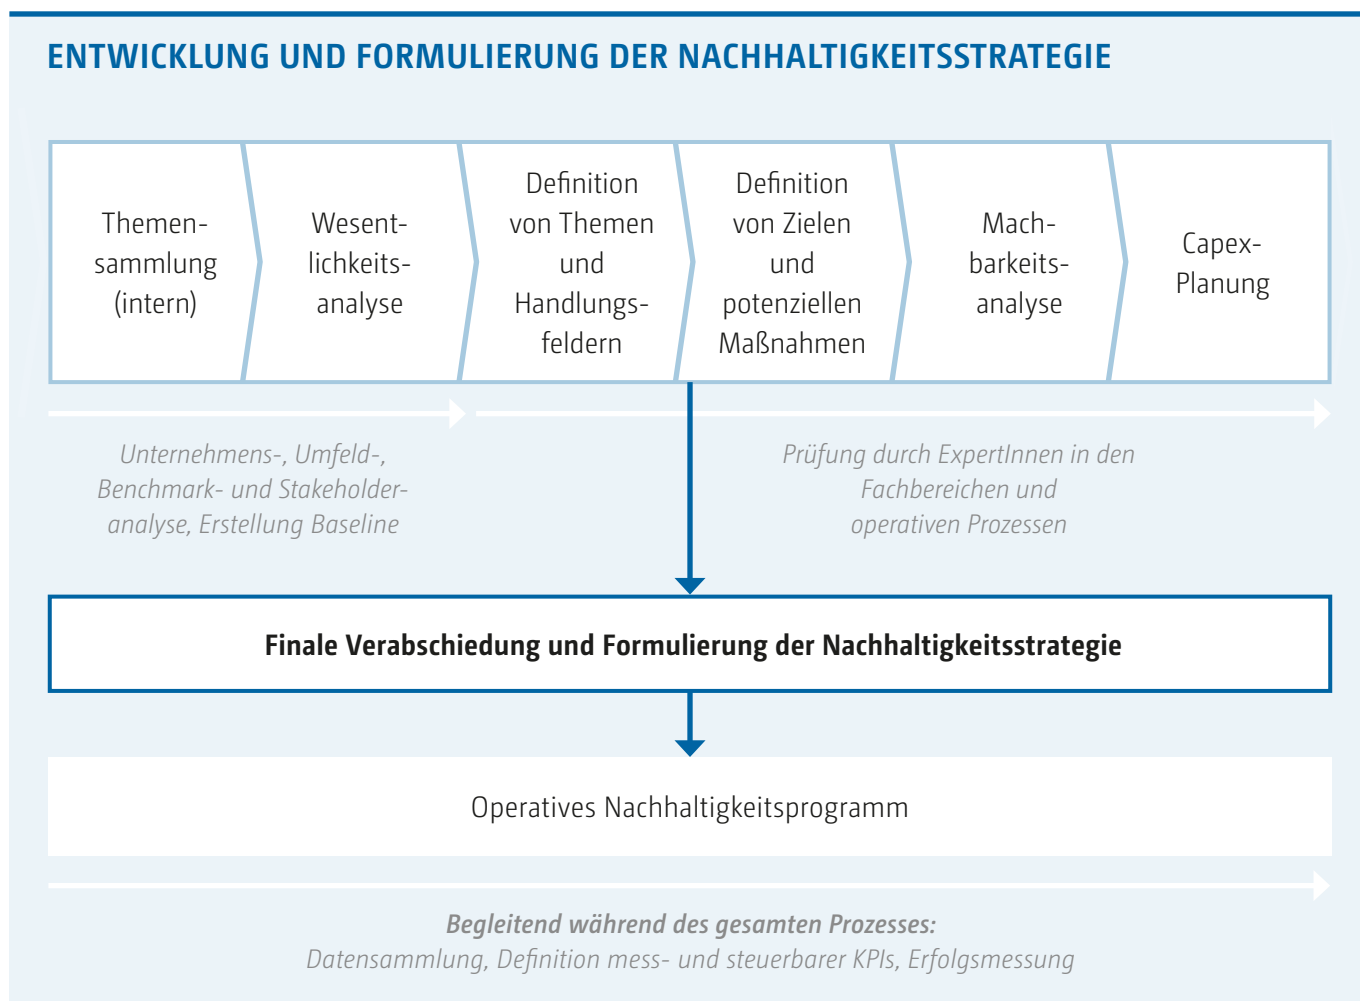 ENTWICKLUNG UND FORMULIERUNG DER NACHHALTIGKEITSSTRATEGIE
Themen-
sammlung
(intern)
Wesent-
lichkeits-
analyse
Definition
von Themen
und
Handlungs-
feldern
Definition
von Zielen
und
potenziellen
Maßnahmen
Mach-
barkeits-
analyse
Capex-
Planung
Unternehmens-, Umfeld-,
Benchmark- und Stakeholder-
analyse, Erstellung Baseline
Prüfung durch ExpertInnen in den
Fachbereichen und
operativen Prozessen
Finale Verabschiedung und Formulierung der Nachhaltigkeitsstrategie
Operatives Nachhaltigkeitsprogramm
Begleitend während des gesamten Prozesses:
Datensammlung, Definition mess- und steuerbarer KPIs, Erfolgsmessung